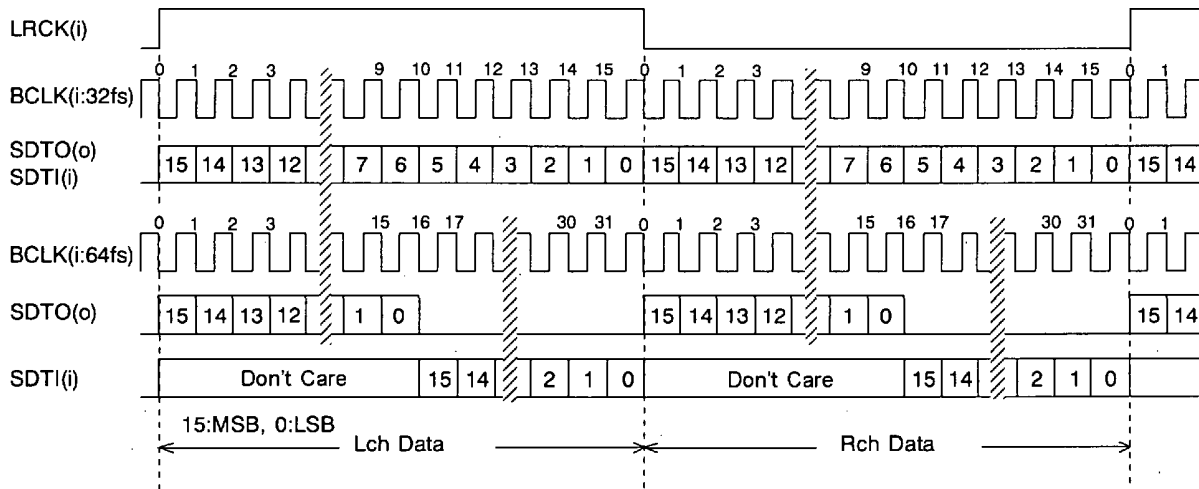 LRCK(i)
0 1 2 3 9 10 11 12 13 14 15 0 1 2 3 9 10 11 12 13 14 15 0 1
BCLK(i:32fs)
SDTO(o)
SDTI(i)
15 14 13 12 7 6 5 4 3 2 1 0 15 14 13 12 7 6 5 4 3 2 1 0 15 14
0 1 2 3 15 16 17 30 31 0 1 2 3 15 16 17 30 31 0 1
BCLK(i:64fs)
SDTO(o) 15 14 13 12 1 0 15 14 13 12 1 0 15 14
SDTI(i) Don't Care 15 14 2 1 0 Don't Care 15 14 2 1 0
15:MSB, 0:LSB
Lch Data Rch Data